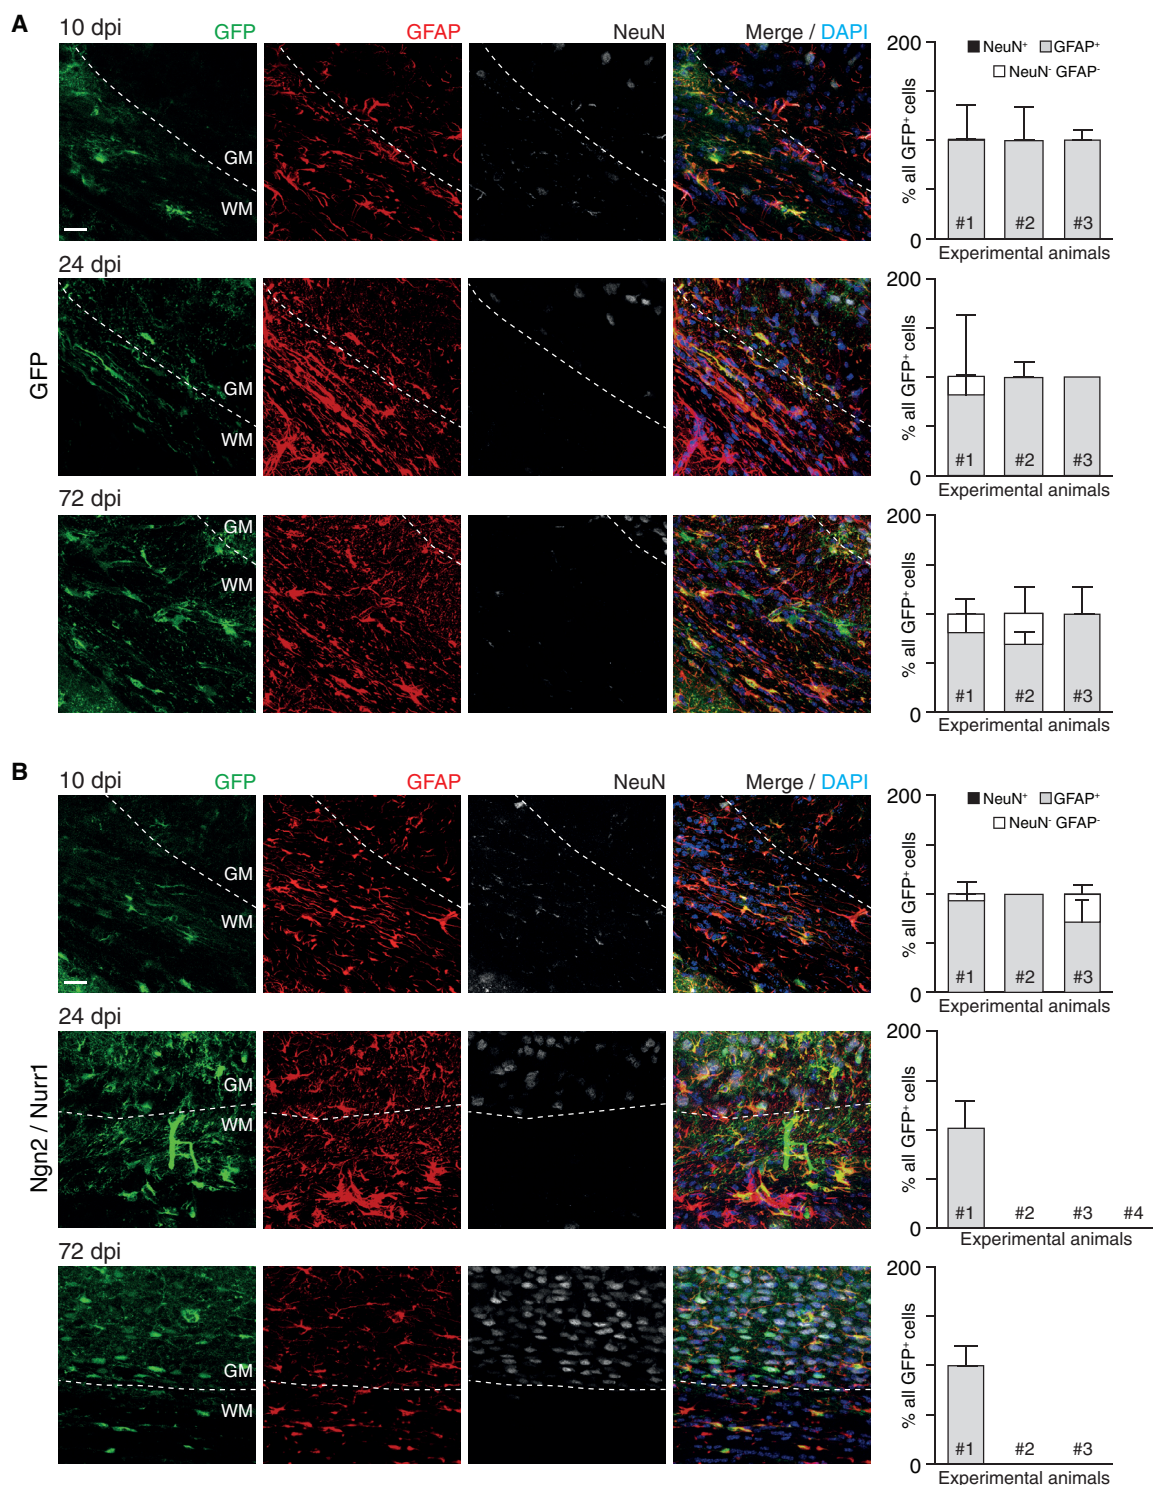 A
10 dpi GFP GFAP NeuN Merge / DAPI
GM
WM
200
NeuN⁺ GFAP⁺
NeuN⁻ GFAP⁻
% all GFP⁺ cells
#1 #2 #3
0
Experimental animals
GFP
24 dpi
GM
WM
200
% all GFP⁺ cells
#1 #2 #3
0
Experimental animals
72 dpi
GM
WM
200
% all GFP⁺ cells
#1 #2 #3
0
Experimental animals
B
10 dpi GFP GFAP NeuN Merge / DAPI
GM
WM
200
NeuN⁺ GFAP⁺
NeuN⁻ GFAP⁻
% all GFP⁺ cells
#1 #2 #3
0
Experimental animals
Ngn2 / Nurr1
24 dpi
GM
WM
200
% all GFP⁺ cells
#1 #2 #3 #4
0
Experimental animals
72 dpi
GM
WM
200
% all GFP⁺ cells
#1 #2 #3
0
Experimental animals